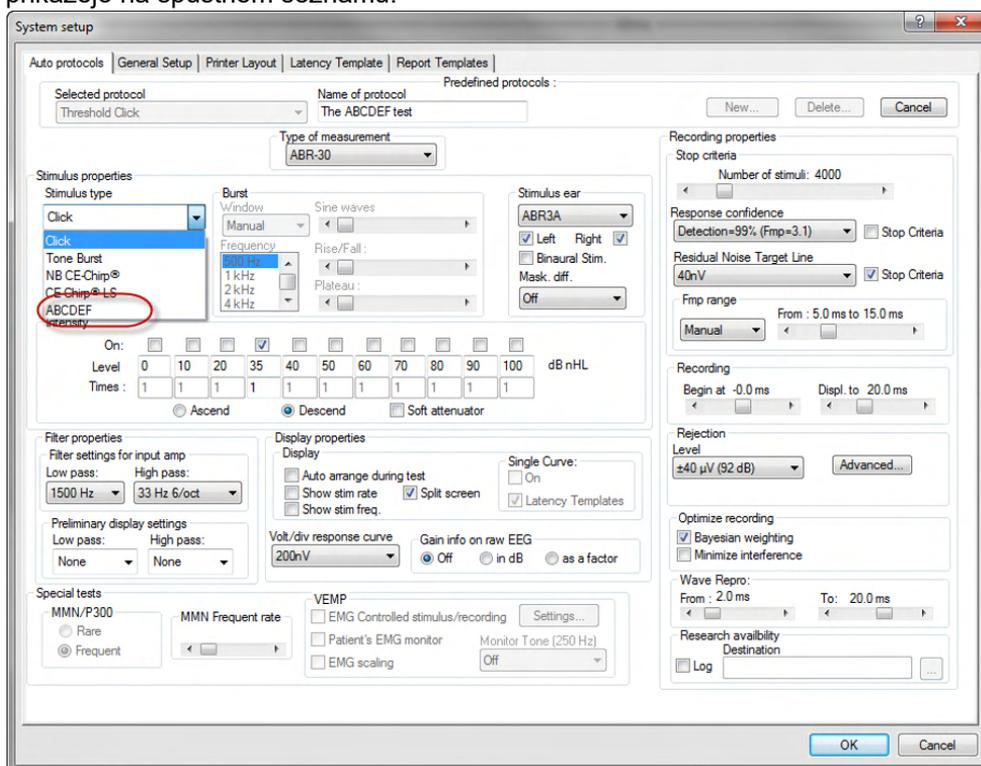 prikazuje na spustnem seznamu.
System setup
Auto protocols General Setup Printer Layout Latency Template Report Templates
Predefined protocols :
Selected protocol
Threshold Click
Name of protocol
The ABCDEF test
New... Delete... Cancel
Type of measurement
ABR-30
Stimulus properties
Stimulus type
Click
Click
Tone Burst
NB CE-Chirp®
CE-Chirp® LS
ABCDEF
Burst
Window
Manual
Frequency
500 Hz
1 kHz
2 kHz
4 kHz
Sine waves
Rise/Fall :
Plateau :
Stimulus ear
ABR3A
Left Right
Binaural Stim.
Mask. diff.
Off
Intensity
On:
Level 0 10 20 35 40 50 60 70 80 90 100 dB nHL
Times : 1 1 1 1 1 1 1 1 1 1 1
Ascend Descend Soft attenuator
Filter properties
Filter settings for input amp
Low pass: High pass:
1500 Hz 33 Hz 6/oct
Preliminary display settings
Low pass: High pass:
None None
Display properties
Display
Auto arrange during test
Show stim rate Split screen
Show stim freq.
Single Curve:
On
Latency Templates
Volt/div response curve
200nV
Gain info on raw EEG
Off in dB as a factor
Special tests
MMN/P300
Rare
Frequent
MMN Frequent rate
VEMP
EMG Controlled stimulus/recording Settings...
Patient's EMG monitor
EMG scaling
Monitor Tone (250 Hz)
Off
Recording properties
Stop criteria
Number of stimuli: 4000
Response confidence
Detection=99% (Fmp=3.1) Stop Criteria
Residual Noise Target Line
40nV Stop Criteria
Fmp range
From : 5.0 ms to 15.0 ms
Manual
Recording
Begin at -0.0 ms Displ. to 20.0 ms
Rejection
Level
±40 µV (92 dB) Advanced...
Optimize recording
Bayesian weighting
Minimize interference
Wave Repro:
From : 2.0 ms To: 20.0 ms
Research availbility
Destination
Log ...
OK Cancel